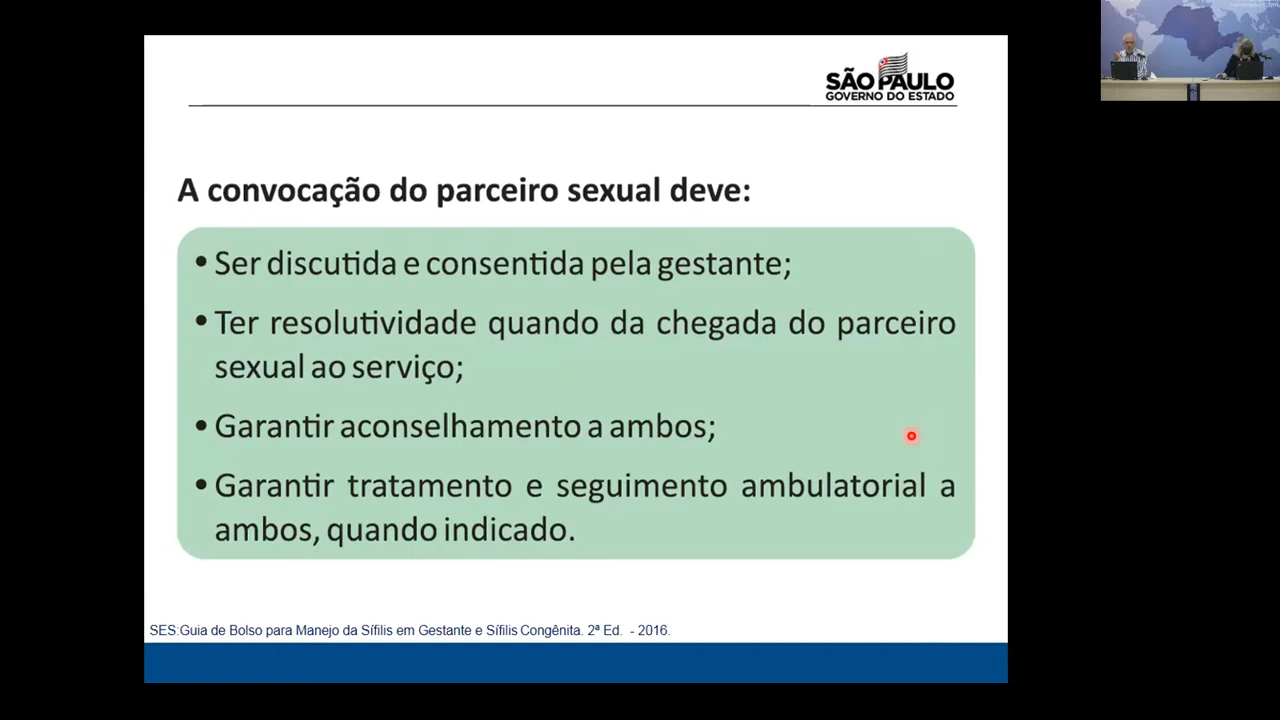 SÃO PAULO
GOVERNO DO ESTADO
A convocação do parceiro sexual deve:
• Ser discutida e consentida pela gestante;
• Ter resolutividade quando da chegada do parceiro
sexual ao serviço;
• Garantir aconselhamento a ambos;
• Garantir tratamento e seguimento ambulatorial a
ambos, quando indicado.
SES:Guia de Bolso para Manejo da Sífilis em Gestante e Sífilis Congênita. 2ª Ed. - 2016.